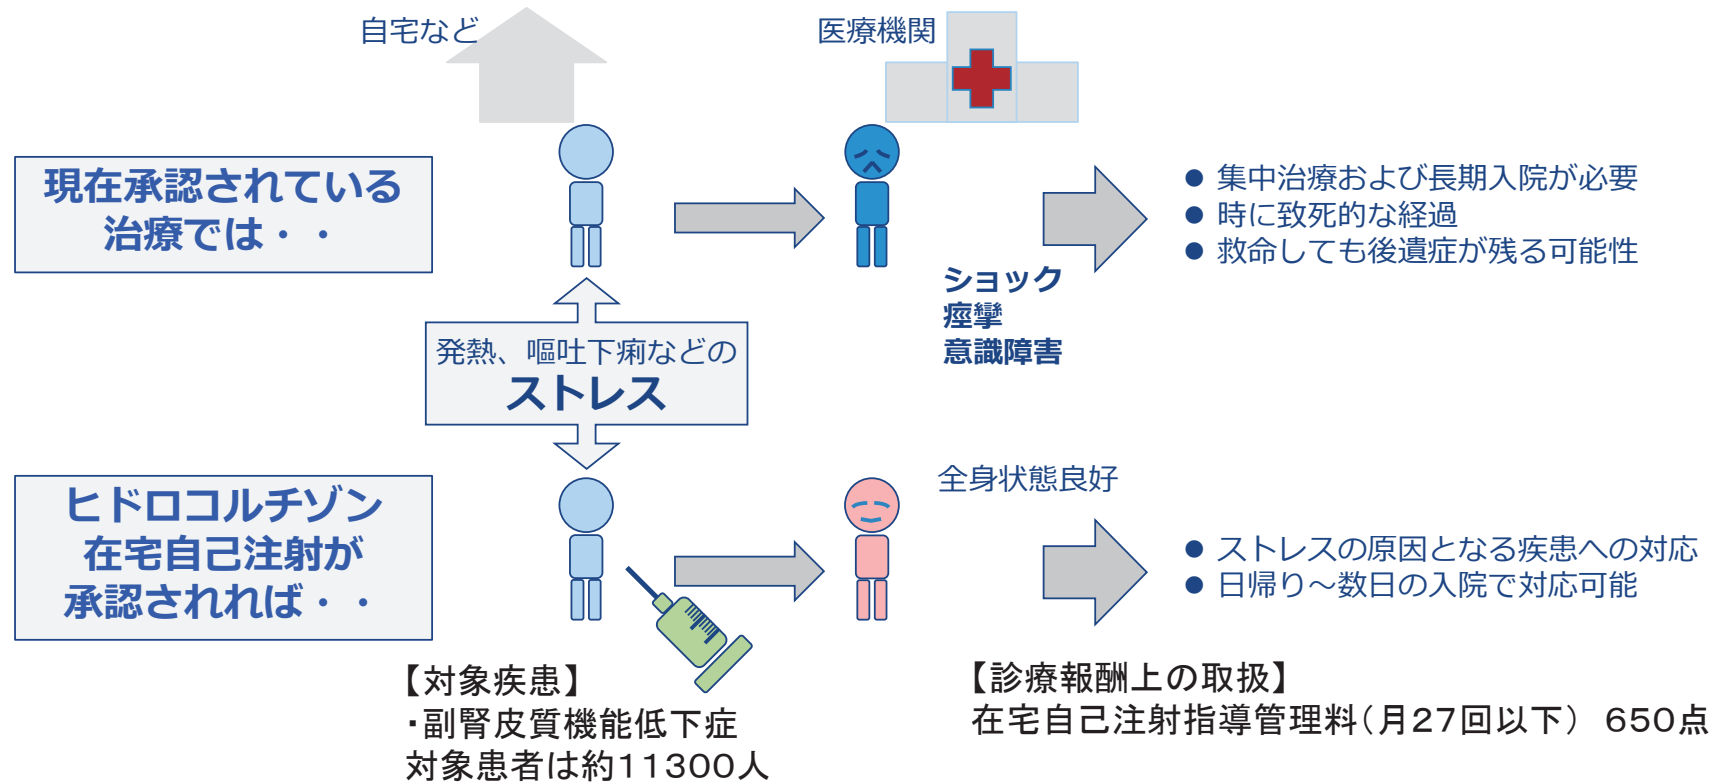 自宅など
医療機関
現在承認されている
治療では・・
● 集中治療および長期入院が必要
● 時に致死的な経過
● 救命しても後遺症が残る可能性
ショック
痙攣
意識障害
発熱、嘔吐下痢などの
ストレス
ヒドロコルチゾン
在宅自己注射が
承認されれば・・
全身状態良好
● ストレスの原因となる疾患への対応
● 日帰り～数日の入院で対応可能
【対象疾患】
・副腎皮質機能低下症
対象患者は約11300人
【診療報酬上の取扱】
在宅自己注射指導管理料（月27回以下） 650点